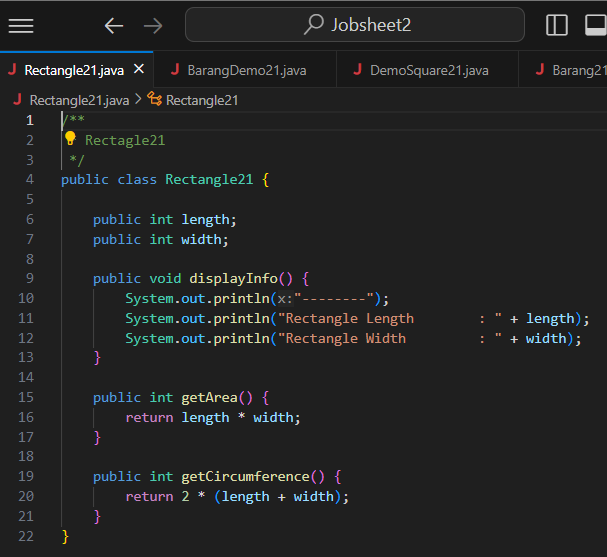 Jobsheet2
J Rectangle21.java × J BarangDemo21.java J DemoSquare21.java J Barang21
J Rectangle21.java > Rectangle21
1 /**
2 Rectagle21
3 */
4 public class Rectangle21 {
5
6 public int length;
7 public int width;
8
9 public void displayInfo() {
10 System.out.println(x:"--------");
11 System.out.println("Rectangle Length        : " + length);
12 System.out.println("Rectangle Width         : " + width);
13 }
14
15 public int getArea() {
16 return length * width;
17 }
18
19 public int getCircumference() {
20 return 2 * (length + width);
21 }
22 }